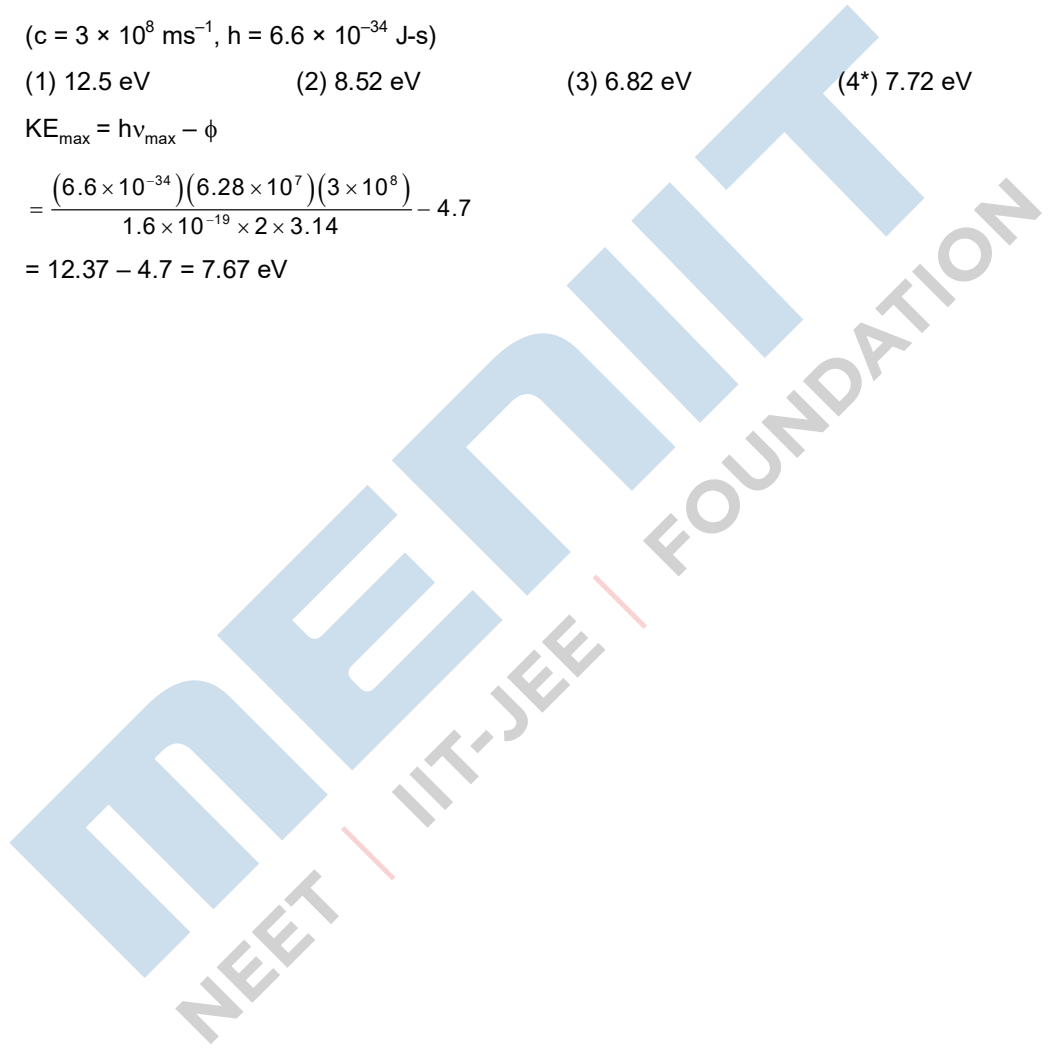 (c = 3 × 10⁸ ms⁻¹, h = 6.6 × 10⁻³⁴ J-s)
(1) 12.5 eV (2) 8.52 eV (3) 6.82 eV (4*) 7.72 eV
KE_max = hν_max – ϕ
= (6.6×10⁻³⁴)(6.28×10⁷)(3×10⁸) / 1.6×10⁻¹⁹ ×2×3.14 – 4.7
= 12.37 – 4.7 = 7.67 eV
MENIIT
NEET | IIT-JEE | FOUNDATION